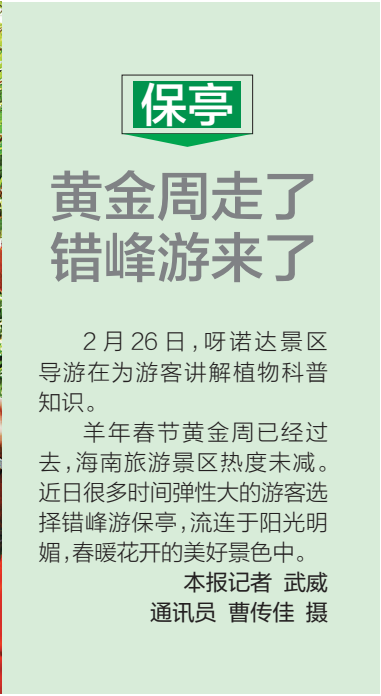 保亭
黄金周走了
错峰游来了
2月26日，呀诺达景区
导游在为游客讲解植物科普
知识。
羊年春节黄金周已经过
去，海南旅游景区热度未减。
近日很多时间弹性大的游客选
择错峰游保亭，流连于阳光明
媚，春暖花开的美好景色中。
本报记者 武威
通讯员 曹传佳 摄